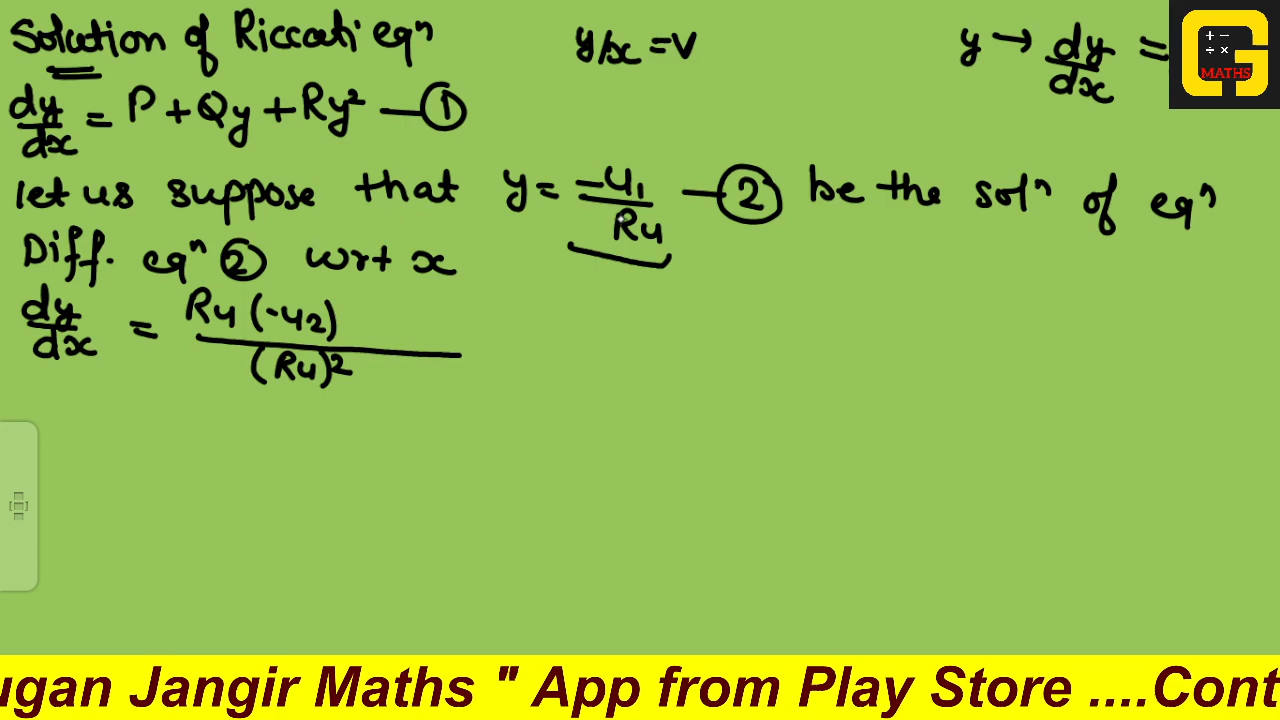 Solution of Riccati eqⁿ
y/x = v
y → dy/dx =
+ −
÷ ×
MATHS
dy/dx = P + Qy + Ry² — ①
let us suppose that y = -u₁/Ru — ② be the solⁿ of eqⁿ
Diff. eqⁿ ② wrt x
dy/dx = Ru(-u₂)/(Ru)²
ugan Jangir Maths " App from Play Store ....Cont